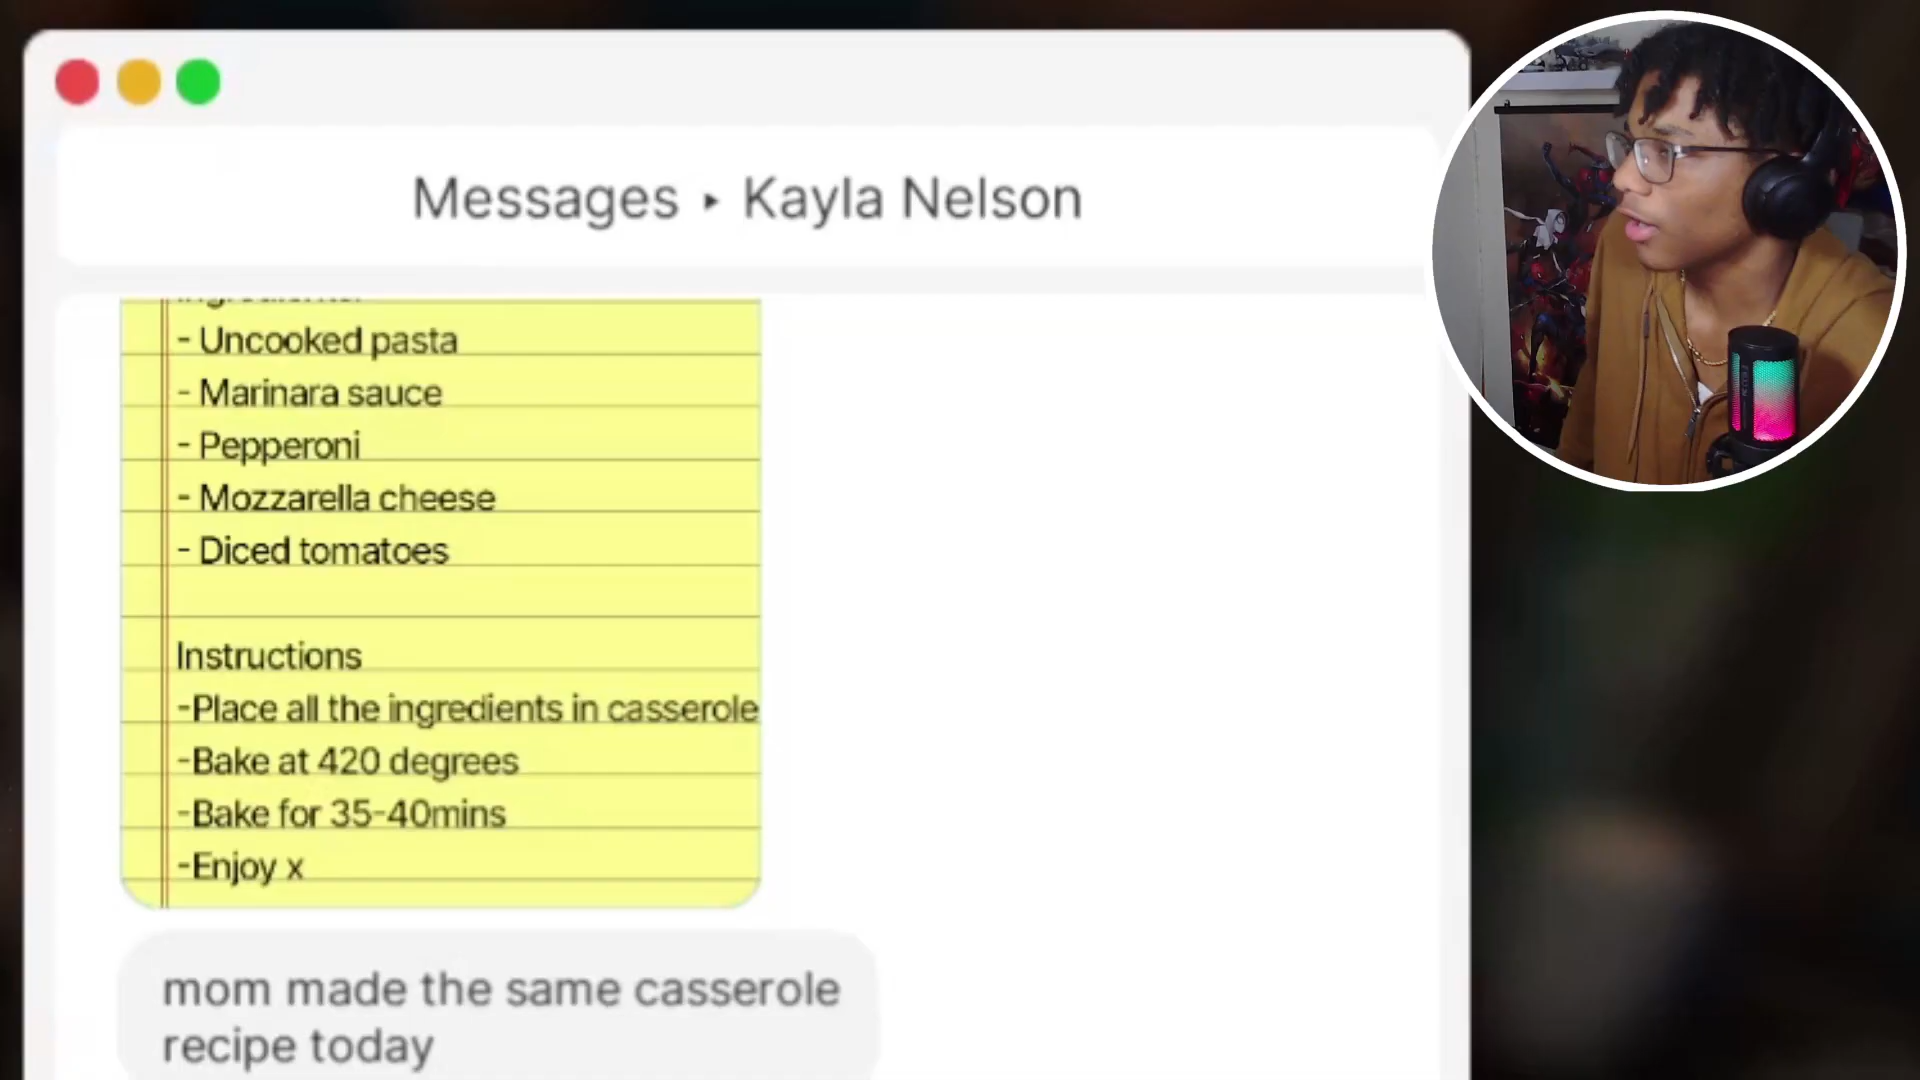 Messages ▸ Kayla Nelson
- Uncooked pasta
- Marinara sauce
- Pepperoni
- Mozzarella cheese
- Diced tomatoes
Instructions
-Place all the ingredients in casserole
-Bake at 420 degrees
-Bake for 35-40mins
-Enjoy x
mom made the same casserole
recipe today